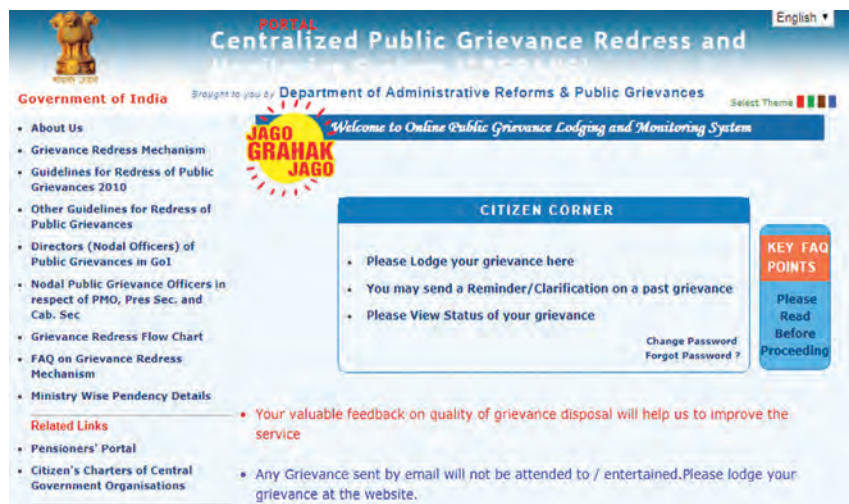 English
PORTAL
Centralized Public Grievance Redress and
Brought to you by Department of Administrative Reforms & Public Grievances
Select Theme
Government of India
About Us
Grievance Redress Mechanism
Guidelines for Redress of Public
Grievances 2010
Other Guidelines for Redress of
Public Grievances
Directors (Nodal Officers) of
Public Grievances in GoI
Nodal Public Grievance Officers in
respect of PMO, Pres Sec. and
Cab. Sec
Grievance Redress Flow Chart
FAQ on Grievance Redress
Mechanism
Ministry Wise Pendency Details
Related Links
Pensioners' Portal
Citizen's Charters of Central
Government Organisations
JAGO
GRAHAK
JAGO
Welcome to Online Public Grievance Lodging and Monitoring System
CITIZEN CORNER
Please Lodge your grievance here
You may send a Reminder/Clarification on a past grievance
Please View Status of your grievance
Change Password
Forgot Password ?
KEY FAQ
POINTS
Please
Read
Before
Proceeding
Your valuable feedback on quality of grievance disposal will help us to improve the
service
Any Grievance sent by email will not be attended to / entertained.Please lodge your
grievance at the website.